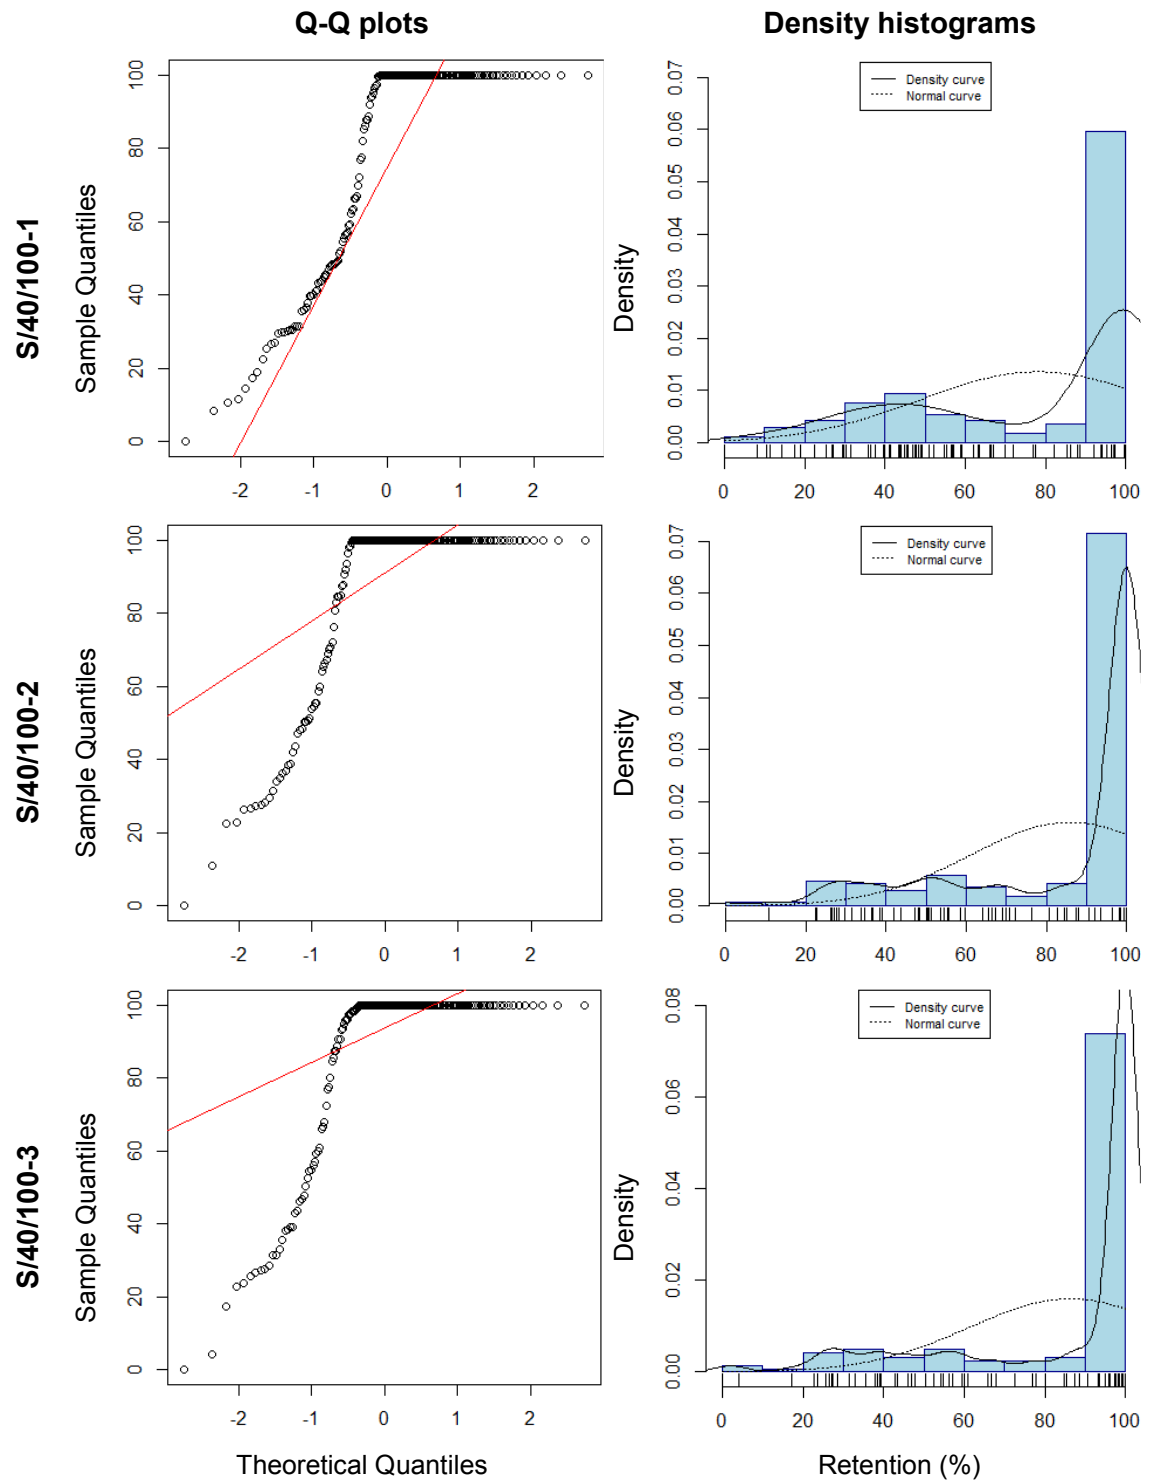 Q-Q plots
Density histograms
S/40/100-1
Sample Quantiles
0 20 40 60 80 100
-2 -1 0 1 2
Density
0.00 0.01 0.02 0.03 0.04 0.05 0.06 0.07
Density curve
Normal curve
0 20 40 60 80 100
S/40/100-2
Sample Quantiles
0 20 40 60 80 100
-2 -1 0 1 2
Density
0.00 0.01 0.02 0.03 0.04 0.05 0.06 0.07
Density curve
Normal curve
0 20 40 60 80 100
S/40/100-3
Sample Quantiles
0 20 40 60 80 100
-2 -1 0 1 2
Density
0.00 0.02 0.04 0.06 0.08
Density curve
Normal curve
0 20 40 60 80 100
Theoretical Quantiles
Retention (%)